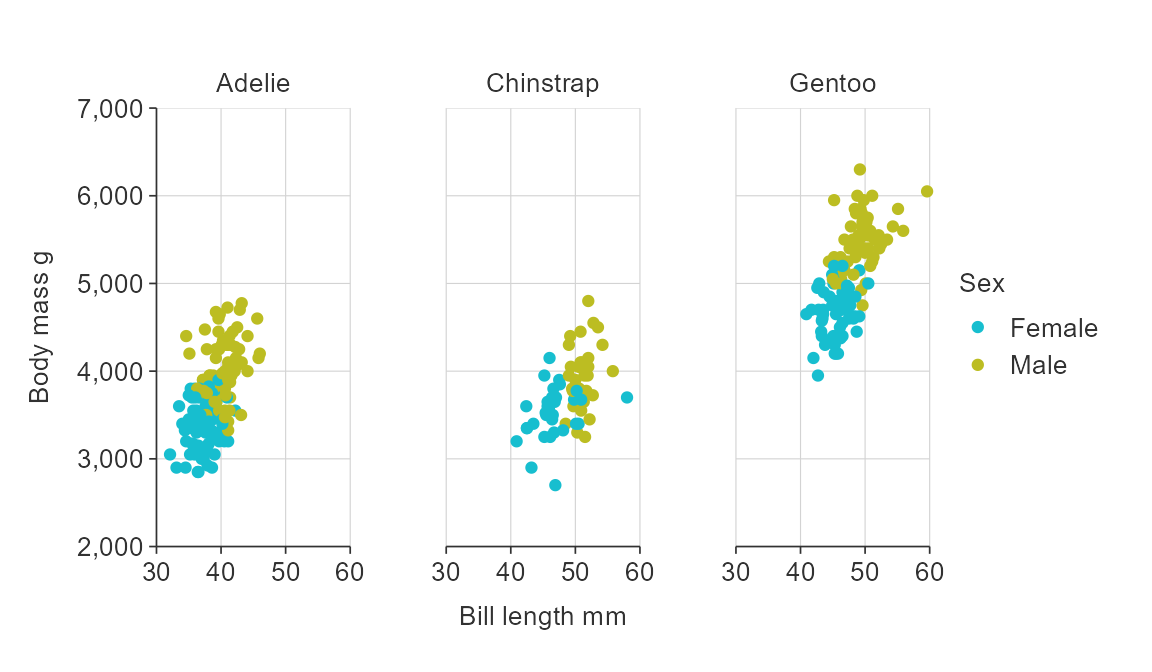 Adelie Chinstrap Gentoo
7,000
6,000
5,000
4,000
3,000
2,000
Body mass g
30 40 50 60 30 40 50 60 30 40 50 60
Bill length mm
Sex
Female
Male